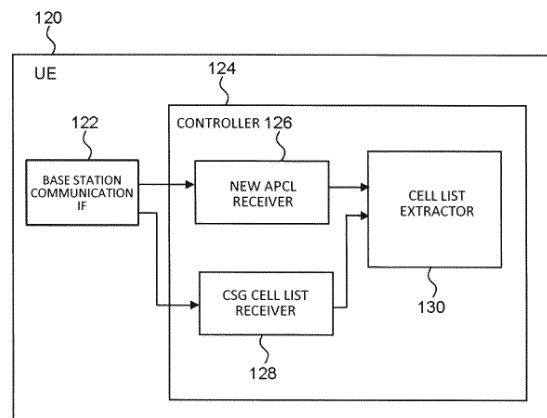 120
UE
124
CONTROLLER 126
122
BASE STATION
COMMUNICATION
IF
NEW APCL
RECEIVER
CELL LIST
EXTRACTOR
130
CSG CELL LIST
RECEIVER
128